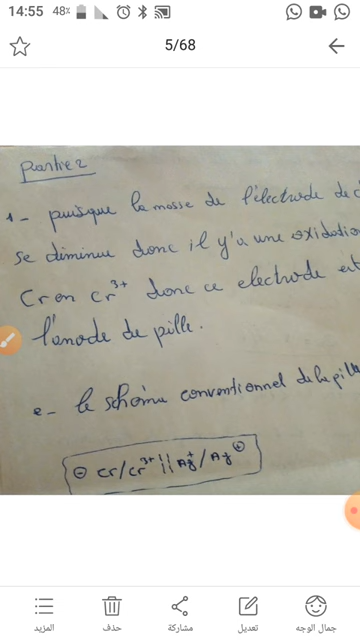 14:55 48%
5/68
Partie 2
1- puisque la masse de l'électrode de
se diminue donc il y'a une oxidation
Cr en Cr³⁺ donc ce electrode est
l'anode de pille.
2- le schéma conventionnel de la pille
⊖ Cr/Cr³⁺ || Ag⁺/Ag ⊕
المزيد حذف مشاركة تعديل جمال الوجه